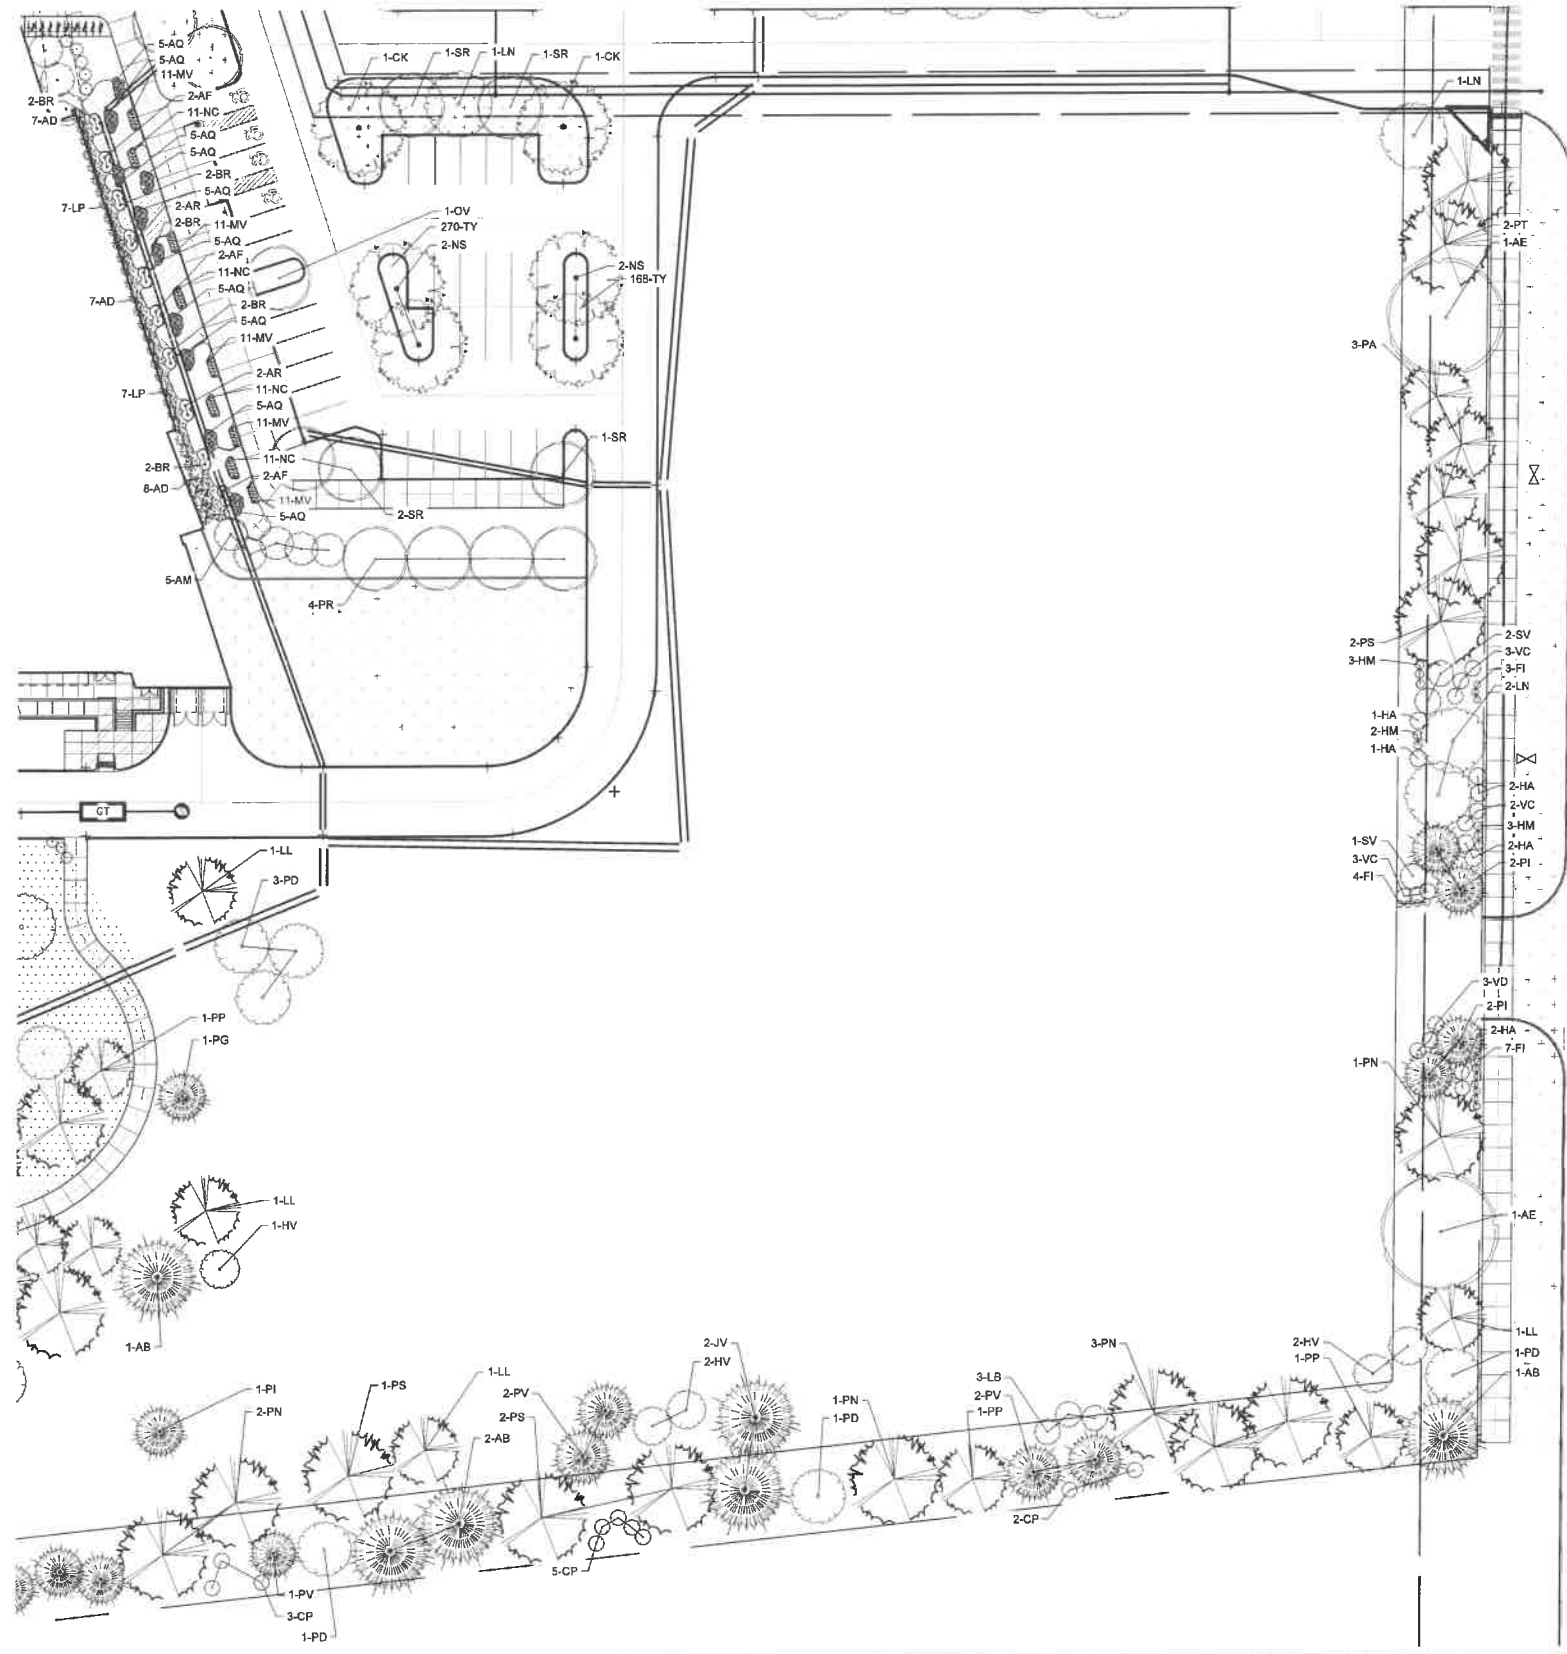 5-AQ
5-AQ
11-MV
2-BR
7-AD
2-AF
11-NC
5-AQ
5-AQ
2-BR
5-AQ
7-LP
2-AR
2-BR
11-MV
5-AQ
2-AF
11-NC
5-AQ
7-AD
2-BR
5-AQ
11-MV
2-AR
7-LP
11-NC
5-AQ
11-MV
11-NC
2-BR
2-AF
8-AD
11-MV
5-AQ
2-SR
5-AM
4-PR
1-CK
1-SR
1-LN
1-SR
1-CK
1-OV
270-TY
2-NS
2-NS
168-TY
1-SR
1-LN
2-PT
1-AE
3-PA
2-PS
3-HM
2-SV
3-VC
3-FI
2-LN
1-HA
2-HM
1-HA
2-HA
2-VC
3-HM
1-SV
2-HA
3-VC
2-PI
4-FI
GT
1-LL
3-PD
1-PP
1-PG
3-VD
2-PI
2-HA
7-FI
1-PN
1-AE
1-LL
1-HV
1-AB
1-LL
1-PD
1-AB
2-HV
1-PP
3-PN
2-JV
2-HV
3-LB
2-PV
1-PP
1-PN
1-PD
1-LL
1-PS
2-PV
2-PS
2-AB
1-PI
2-PN
2-CP
5-CP
1-PV
3-CP
1-PD